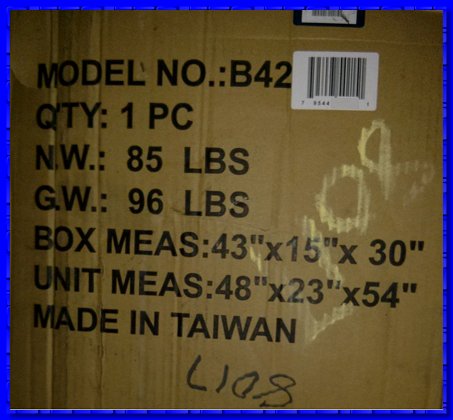 MODEL NO.:B42
Q'TY: 1 PC
N.W.: 85 LBS
G.W.: 96 LBS
BOX MEAS:43"x15"x 30"
UNIT MEAS:48"x23"x54"
MADE IN TAIWAN